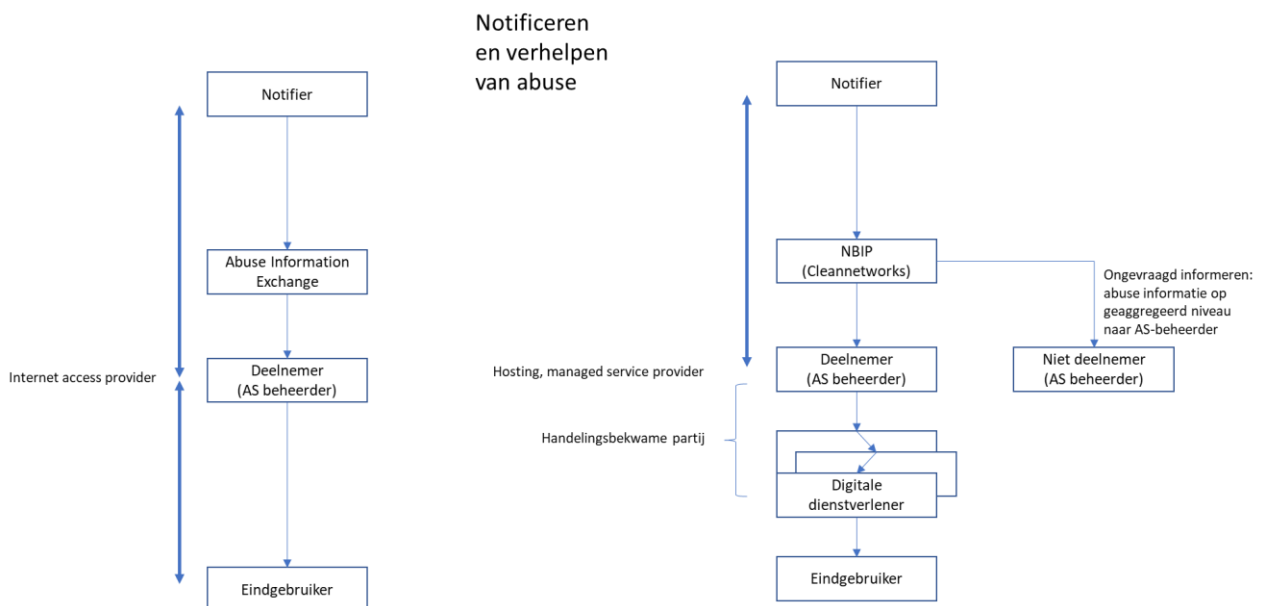 Notificeren
en verhelpen
van abuse
Notifier
Abuse Information
Exchange
Internet access provider
Deelnemer
(AS beheerder)
Eindgebruiker
Notifier
NBIP
(Cleannetworks)
Ongevraagd informeren:
abuse informatie op
geaggregeerd niveau
naar AS-beheerder
Hosting, managed service provider
Deelnemer
(AS beheerder)
Niet deelnemer
(AS beheerder)
Handelingsbekwame partij
Digitale
dienstverlener
Eindgebruiker